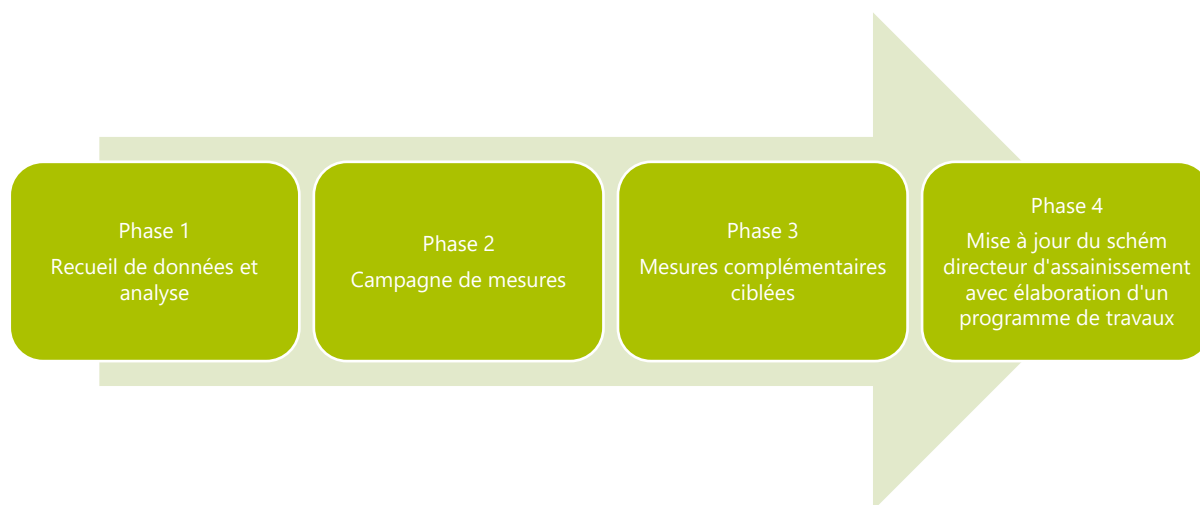 Phase 1
Recueil de données et
analyse
Phase 2
Campagne de mesures
Phase 3
Mesures complémentaires
ciblées
Phase 4
Mise à jour du schém
directeur d'assainissement
avec élaboration d'un
programme de travaux